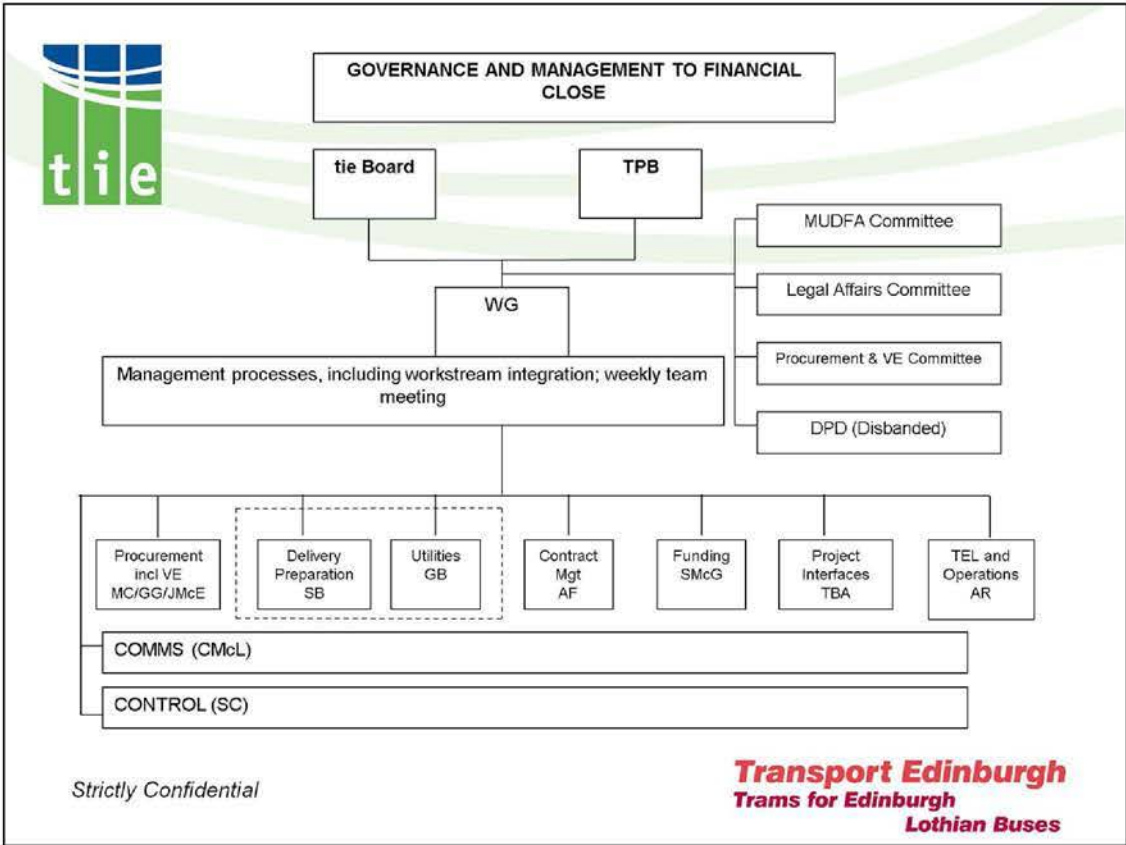 tie
GOVERNANCE AND MANAGEMENT TO FINANCIAL
CLOSE
tie Board
TPB
MUDFA Committee
Legal Affairs Committee
Procurement & VE Committee
DPD (Disbanded)
WG
Management processes, including workstream integration; weekly team
meeting
Procurement
incl VE
MC/GG/JMcE
Delivery
Preparation
SB
Utilities
GB
Contract
Mgt
AF
Funding
SMcG
Project
Interfaces
TBA
TEL and
Operations
AR
COMMS (CMcL)
CONTROL (SC)
Strictly Confidential
Transport Edinburgh
Trams for Edinburgh
Lothian Buses